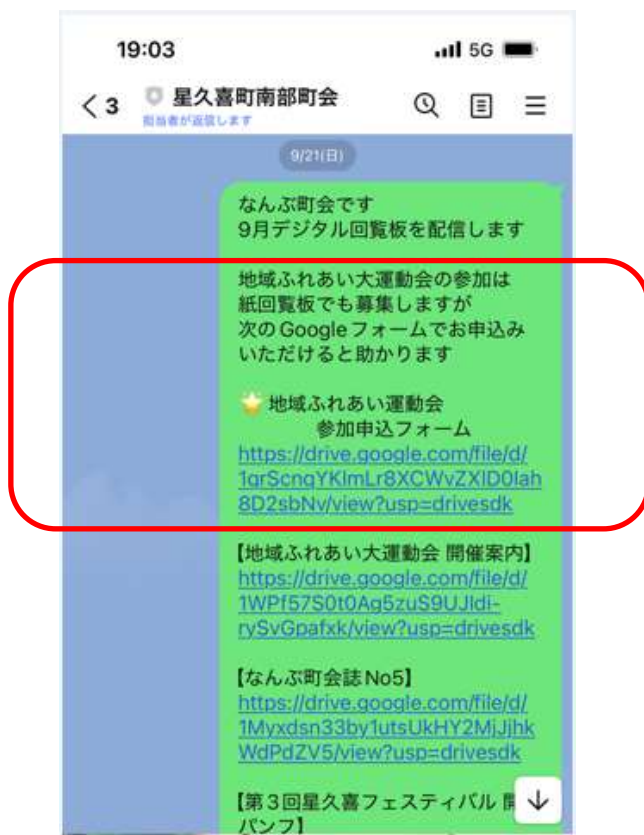 19:03
5G
3
星久喜町南部町会
担当者が返信します
9/21(日)
なんぶ町会です
9月デジタル回覧板を配信します
地域ふれあい大運動会の参加は
紙回覧板でも募集しますが
次のGoogleフォームでお申込み
いただけると助かります
🌟 地域ふれあい運動会
参加申込フォーム
https://drive.google.com/file/d/
1qrScnqYKlmLr8XCWvZXlD0lah
8D2sbNv/view?usp=drivesdk
【地域ふれあい大運動会 開催案内】
https://drive.google.com/file/d/
1WPf57S0t0Ag5zuS9UJldi-
rySvGpafxk/view?usp=drivesdk
【なんぶ町会誌No5】
https://drive.google.com/file/d/
1Myxdsn33by1utsUkHY2MjJjhk
WdPdZV5/view?usp=drivesdk
【第3回星久喜フェスティバル 開
パンフ】